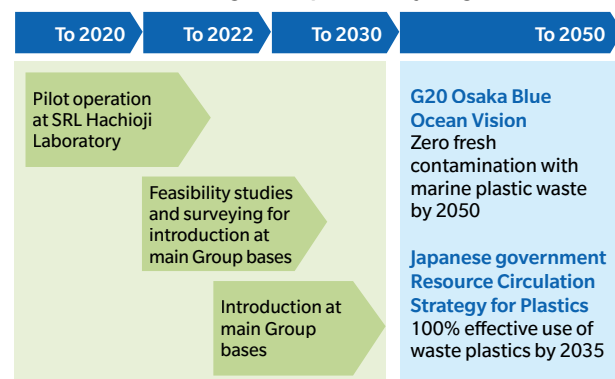 To 2020
To 2022
To 2030
To 2050
Pilot operation
at SRL Hachioji
Laboratory
Feasibility studies
and surveying for
introduction at
main Group bases
Introduction at
main Group
bases
G20 Osaka Blue
Ocean Vision
Zero fresh
contamination with
marine plastic waste
by 2050
Japanese government
Resource Circulation
Strategy for Plastics
100% effective use of
waste plastics by 2035